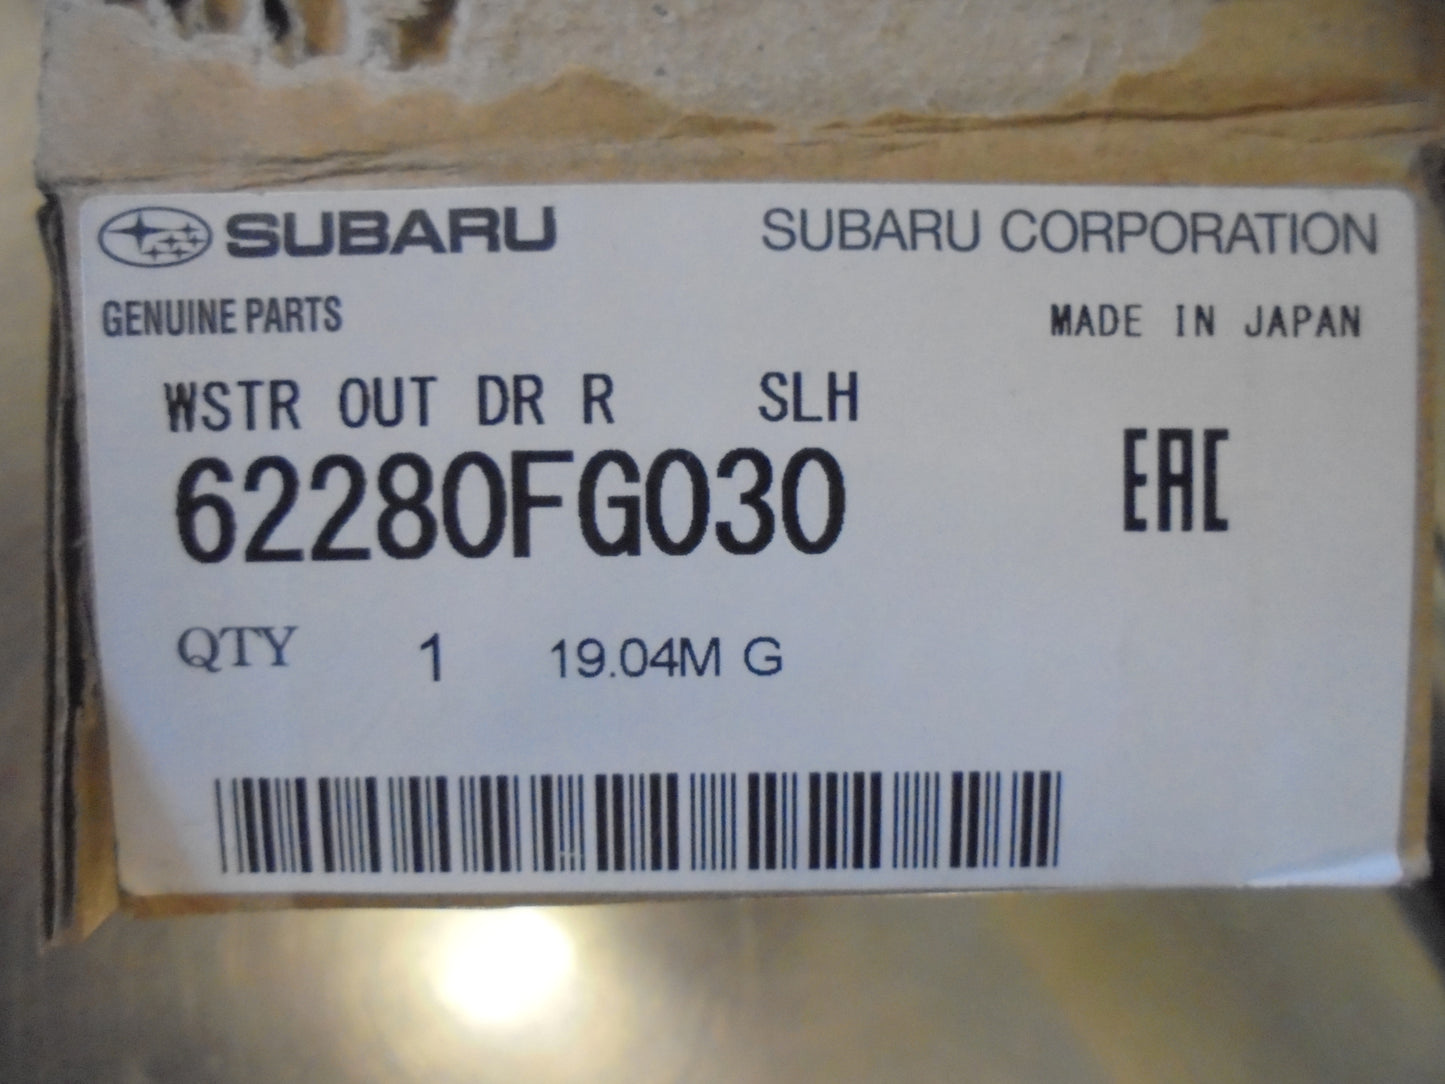 SUBARU SUBARU CORPORATION
GENUINE PARTS MADE IN JAPAN
WSTR OUT DR R SLH
62280FG030 EAC
QTY 1 19.04M G